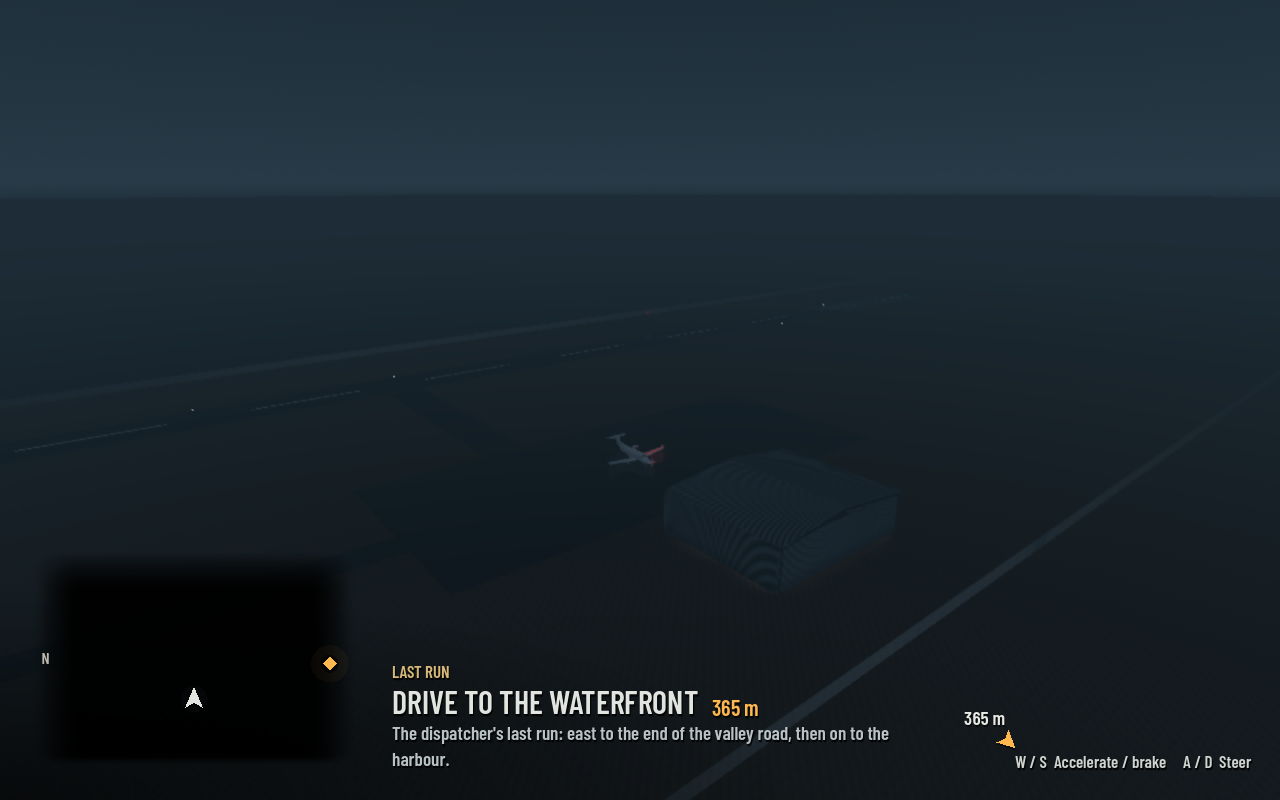 N
LAST RUN
DRIVE TO THE WATERFRONT 365 m
The dispatcher's last run: east to the end of the valley road, then on to the
harbour.
365 m
W / S Accelerate / brake A / D Steer